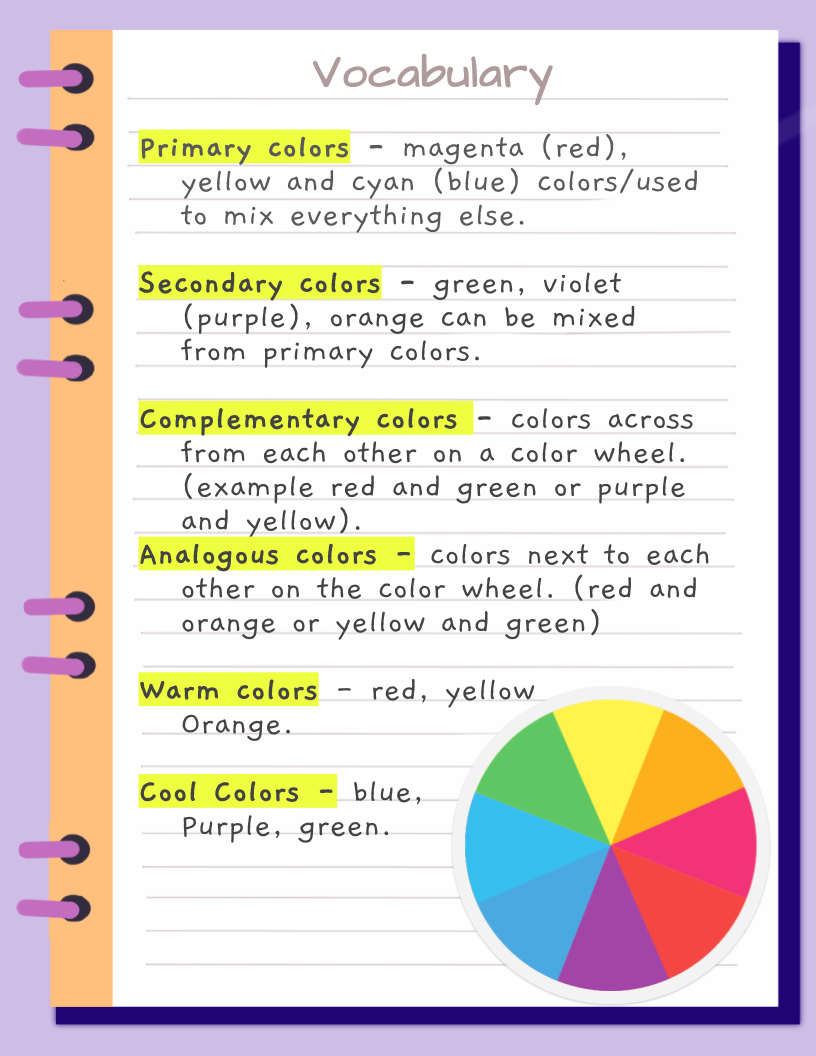 Vocabulary
Primary colors - magenta (red),
yellow and cyan (blue) colors/used
to mix everything else.
Secondary colors - green, violet
(purple), orange can be mixed
from primary colors.
Complementary colors - colors across
from each other on a color wheel.
(example red and green or purple
and yellow).
Analogous colors - colors next to each
other on the color wheel. (red and
orange or yellow and green)
Warm colors - red, yellow
Orange.
Cool Colors - blue,
Purple, green.